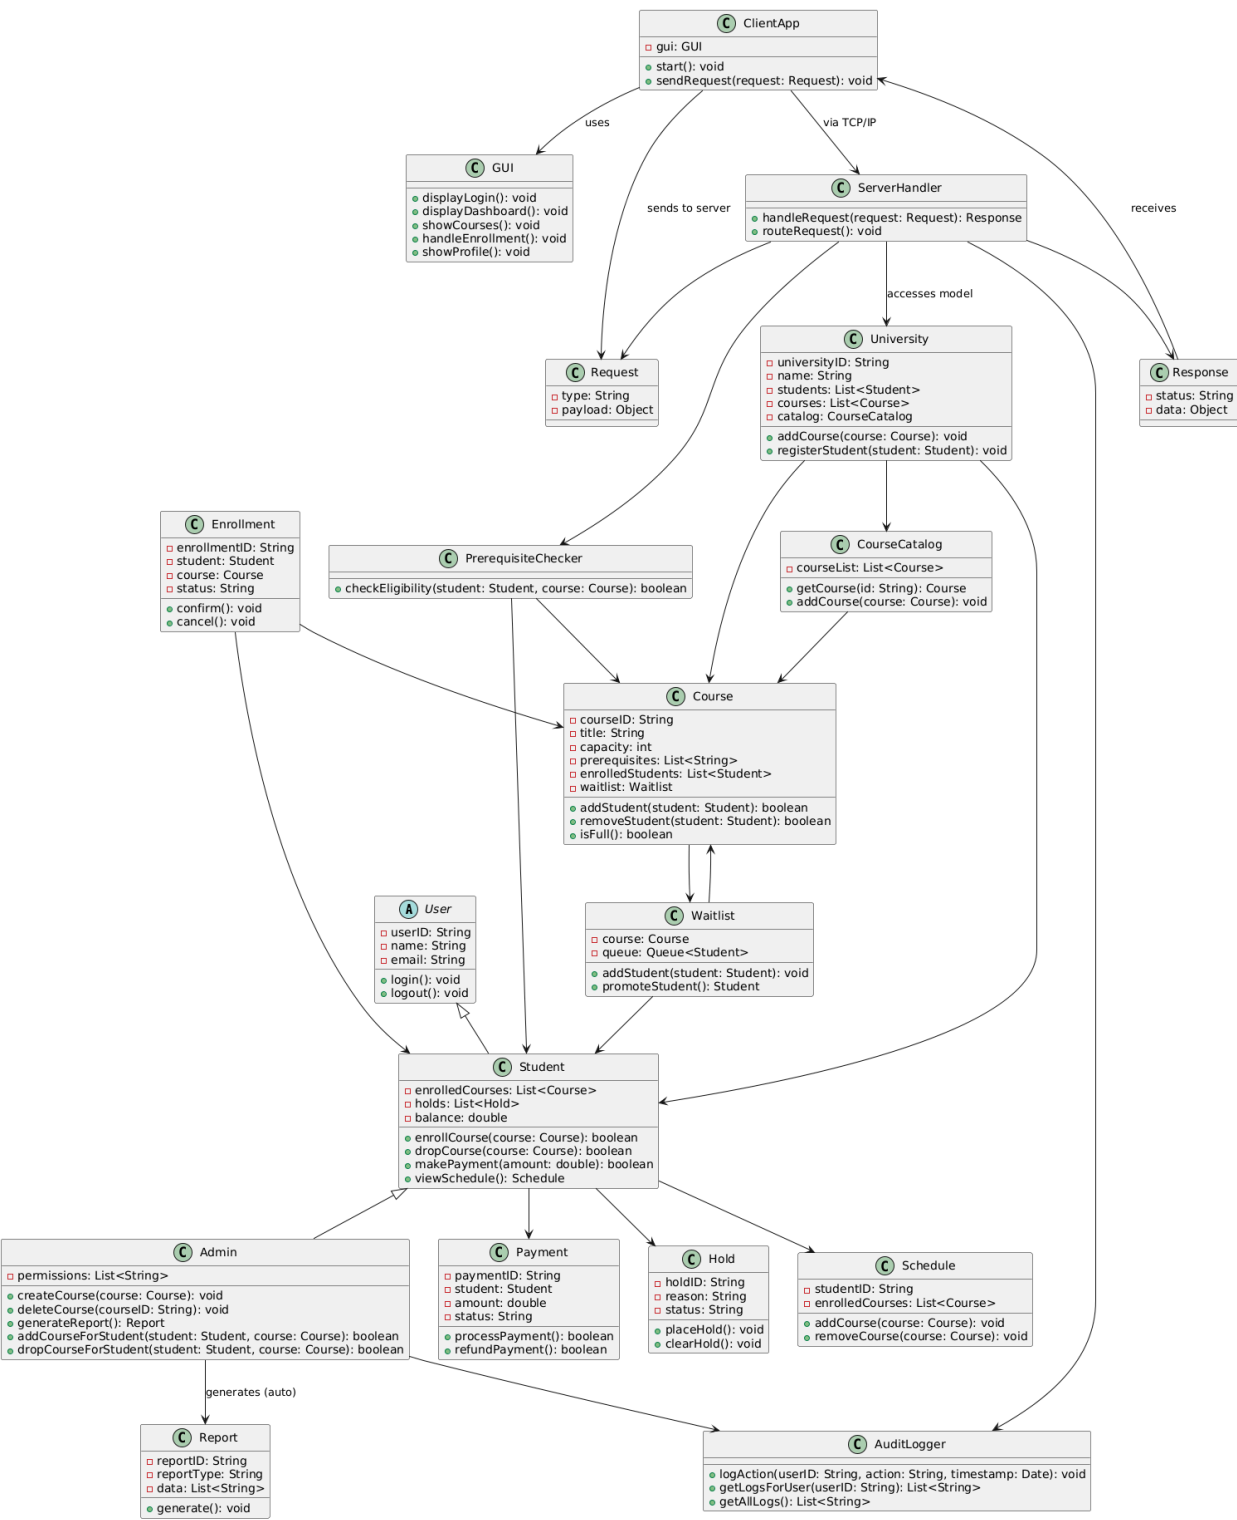 C ClientApp
gui: GUI
start(): void
sendRequest(request: Request): void
uses
via TCP/IP
C GUI
displayLogin(): void
displayDashboard(): void
showCourses(): void
handleEnrollment(): void
showProfile(): void
C ServerHandler
handleRequest(request: Request): Response
routeRequest(): void
sends to server
receives
accesses model
C University
universityID: String
name: String
students: List<Student>
courses: List<Course>
catalog: CourseCatalog
addCourse(course: Course): void
registerStudent(student: Student): void
C Request
type: String
payload: Object
C Response
status: String
data: Object
C Enrollment
enrollmentID: String
student: Student
course: Course
status: String
confirm(): void
cancel(): void
C PrerequisiteChecker
checkEligibility(student: Student, course: Course): boolean
C CourseCatalog
courseList: List<Course>
getCourse(id: String): Course
addCourse(course: Course): void
C Course
courseID: String
title: String
capacity: int
prerequisites: List<String>
enrolledStudents: List<Student>
waitlist: Waitlist
addStudent(student: Student): boolean
removeStudent(student: Student): boolean
isFull(): boolean
A User
userID: String
name: String
email: String
login(): void
logout(): void
C Waitlist
course: Course
queue: Queue<Student>
addStudent(student: Student): void
promoteStudent(): Student
C Student
enrolledCourses: List<Course>
holds: List<Hold>
balance: double
enrollCourse(course: Course): boolean
dropCourse(course: Course): boolean
makePayment(amount: double): boolean
viewSchedule(): Schedule
C Admin
permissions: List<String>
createCourse(course: Course): void
deleteCourse(courseID: String): void
generateReport(): Report
addCourseForStudent(student: Student, course: Course): boolean
dropCourseForStudent(student: Student, course: Course): boolean
C Payment
paymentID: String
student: Student
amount: double
status: String
processPayment(): boolean
refundPayment(): boolean
C Hold
holdID: String
reason: String
status: String
placeHold(): void
clearHold(): void
C Schedule
studentID: String
enrolledCourses: List<Course>
addCourse(course: Course): void
removeCourse(course: Course): void
generates (auto)
C Report
reportID: String
reportType: String
data: List<String>
generate(): void
C AuditLogger
logAction(userID: String, action: String, timestamp: Date): void
getLogsForUser(userID: String): List<String>
getAllLogs(): List<String>